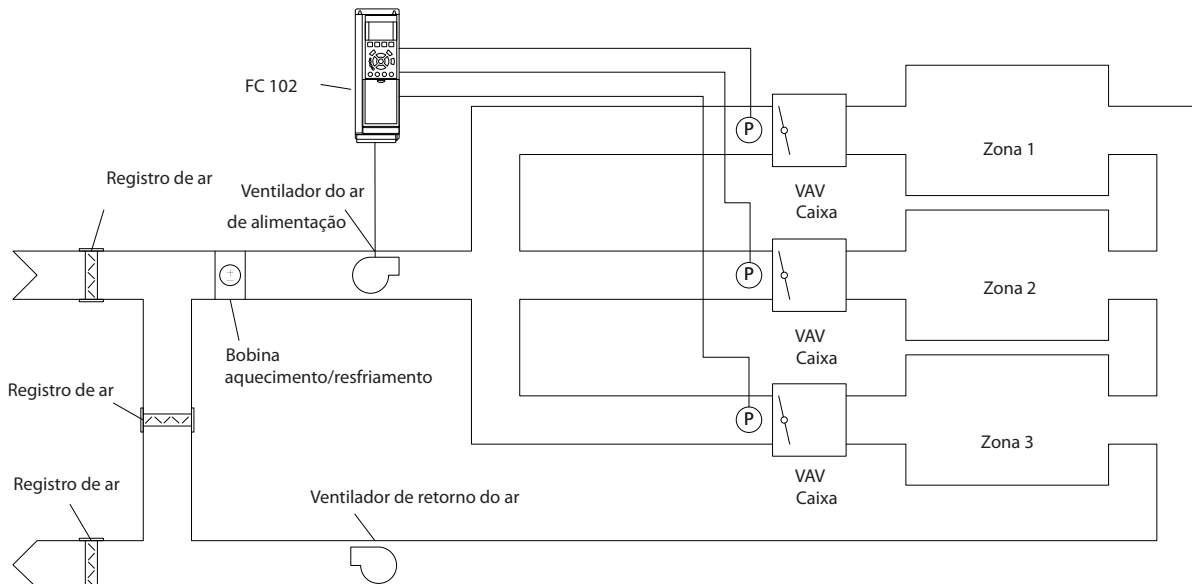 FC 102
Registro de ar
Ventilador do ar
de alimentação
P
VAV
Caixa
Zona 1
P
VAV
Caixa
Zona 2
Bobina
aquecimento/resfriamento
Registro de ar
P
VAV
Caixa
Zona 3
Registro de ar
Ventilador de retorno do ar